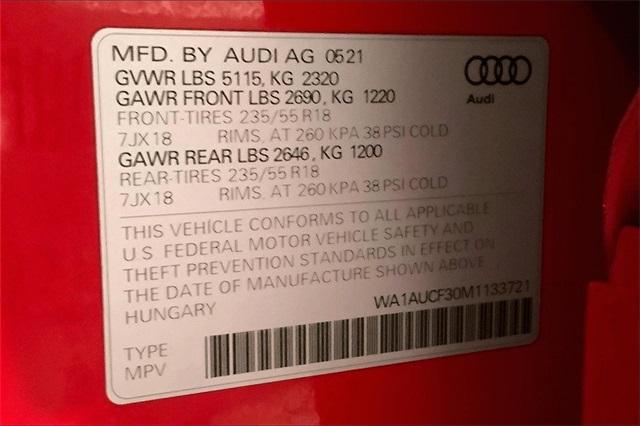 MFD. BY AUDI AG 0521
GVWR LBS 5115, KG 2320
GAWR FRONT LBS 2690, KG 1220
FRONT-TIRES 235/55 R18
7JX18 RIMS, AT 260 KPA 38 PSI COLD
GAWR REAR LBS 2646, KG 1200
REAR-TIRES 235/55 R18
7JX18 RIMS, AT 260 KPA 38 PSI COLD
Audi
THIS VEHICLE CONFORMS TO ALL APPLICABLE
U.S. FEDERAL MOTOR VEHICLE SAFETY AND
THEFT PREVENTION STANDARDS IN EFFECT ON
THE DATE OF MANUFACTURE SHOWN ABOVE
HUNGARY
WA1AUCF30M1133721
TYPE
MPV